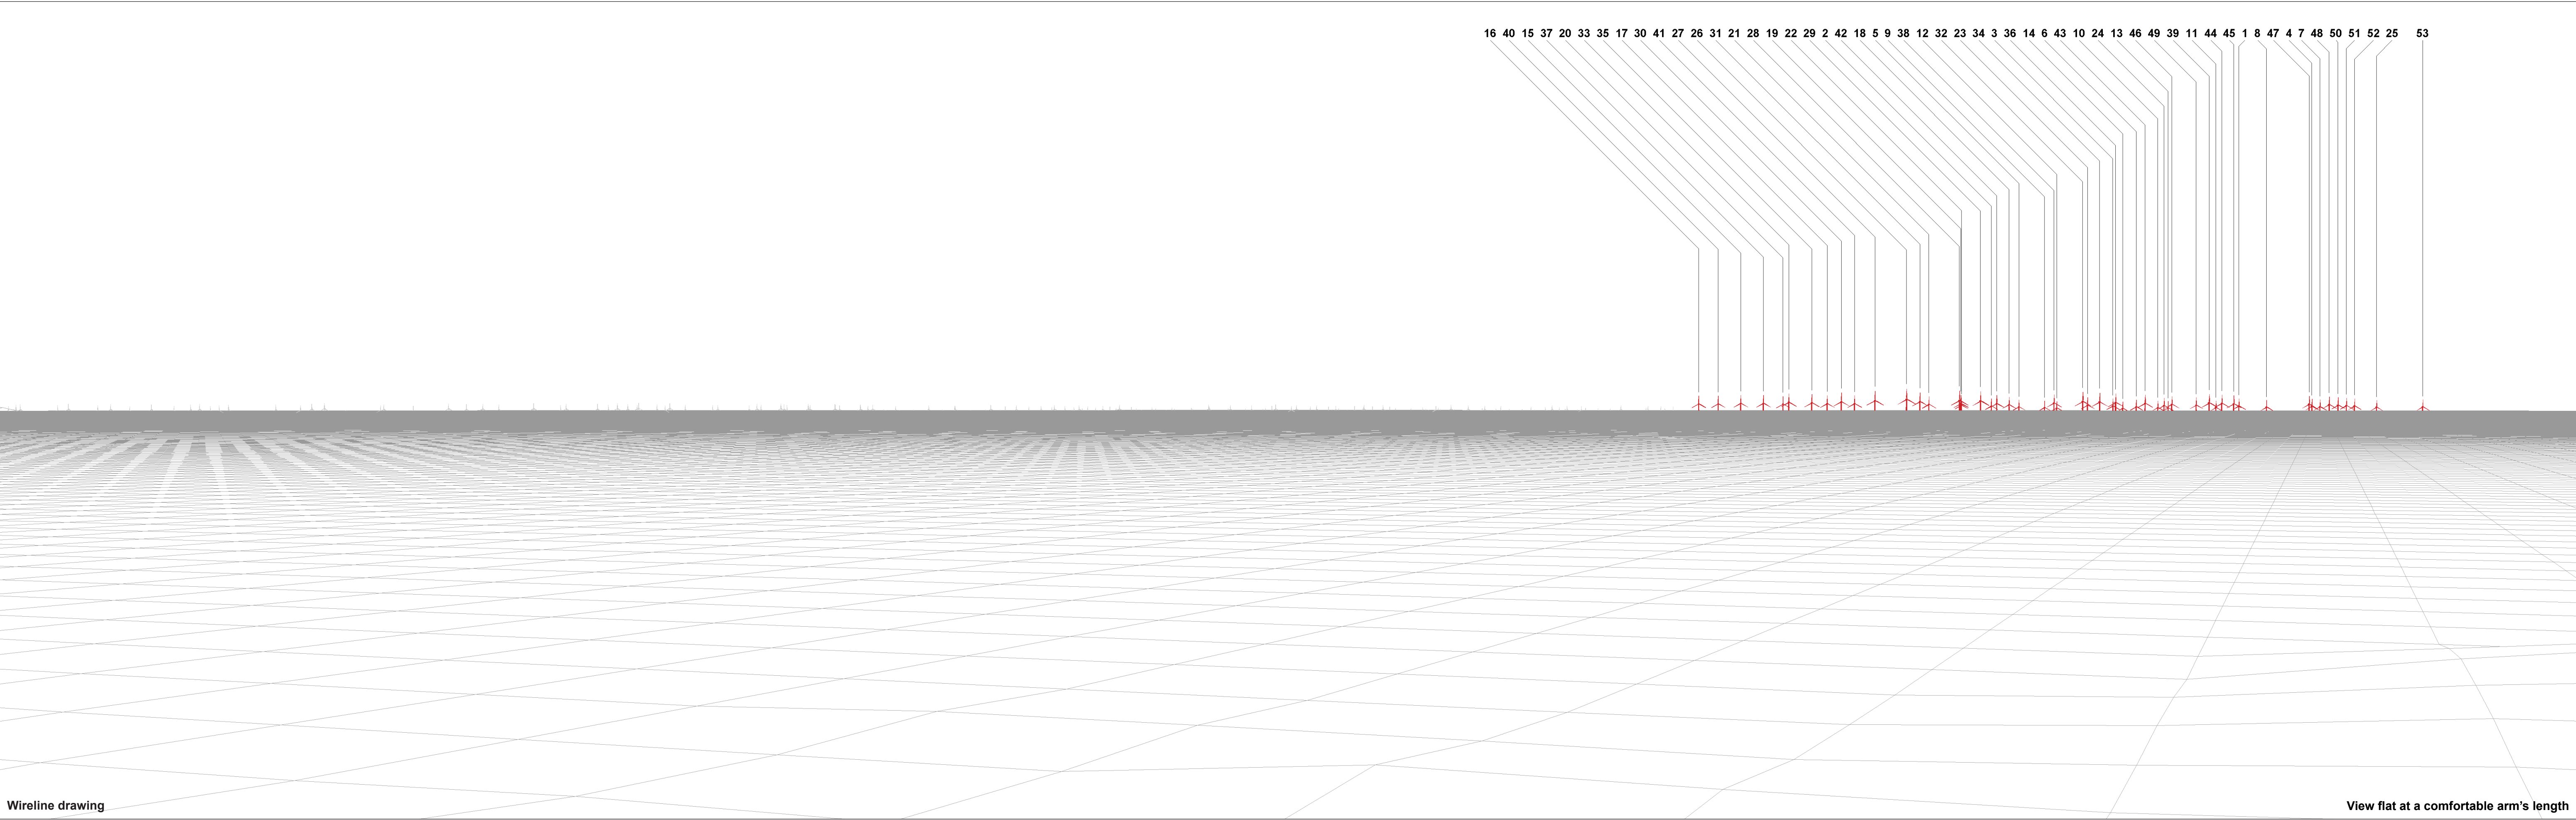 16 40 15 37 20 33 35 17 30 41 27 26 31 21 28 19 22 29 2 42 18 5 9 38 12 32 23 34 3 36 14 6 43 10 24 13 46 49 39 11 44 45 1 8 47 4 7 48 50 51 52 25 53
Wireline drawing
View flat at a comfortable arm's length